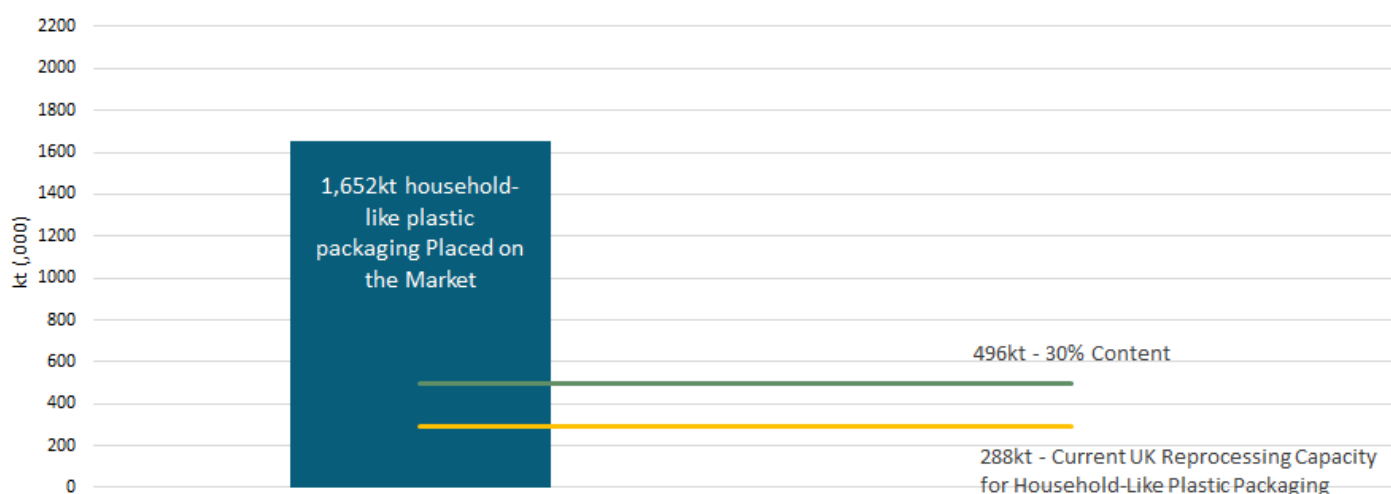 2200
2000
1800
1600
1400
1200
1000
800
600
400
200
0
kt (,000)
1,652kt household-
like plastic
packaging Placed on
the Market
496kt - 30% Content
288kt - Current UK Reprocessing Capacity
for Household-Like Plastic Packaging